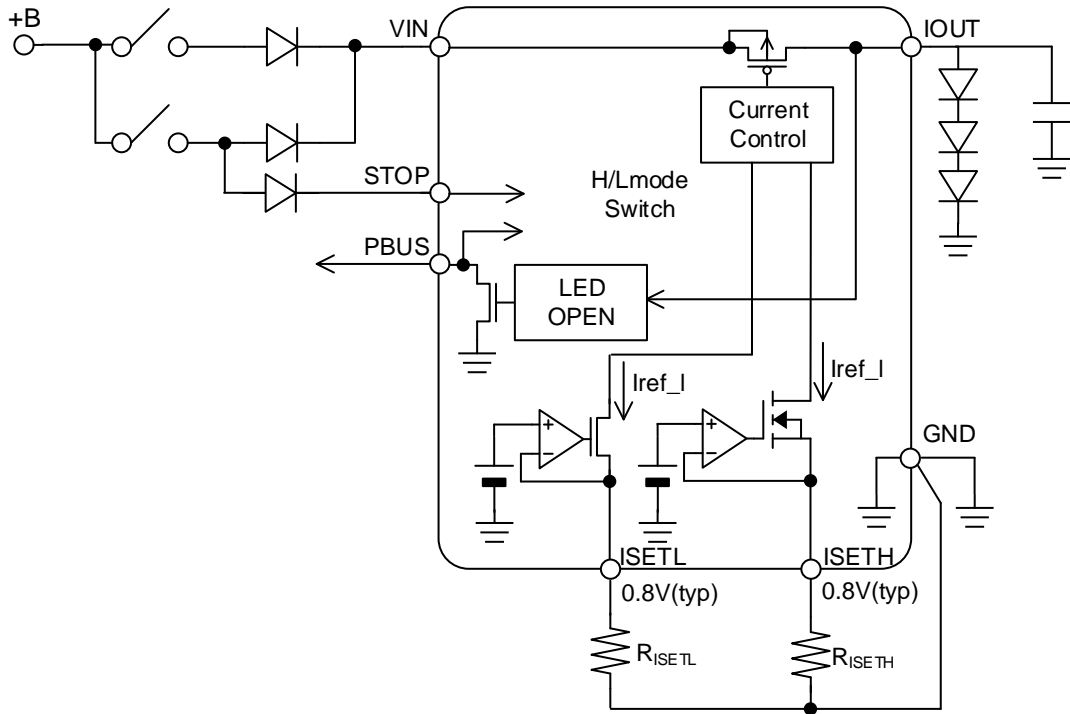 +B
VIN
IOUT
Current
Control
STOP
H/Lmode
Switch
PBUS
LED
OPEN
Iref_l
Iref_l
GND
+
−
+
−
ISETL
ISETH
0.8V(typ)
0.8V(typ)
RISETL
RISETH